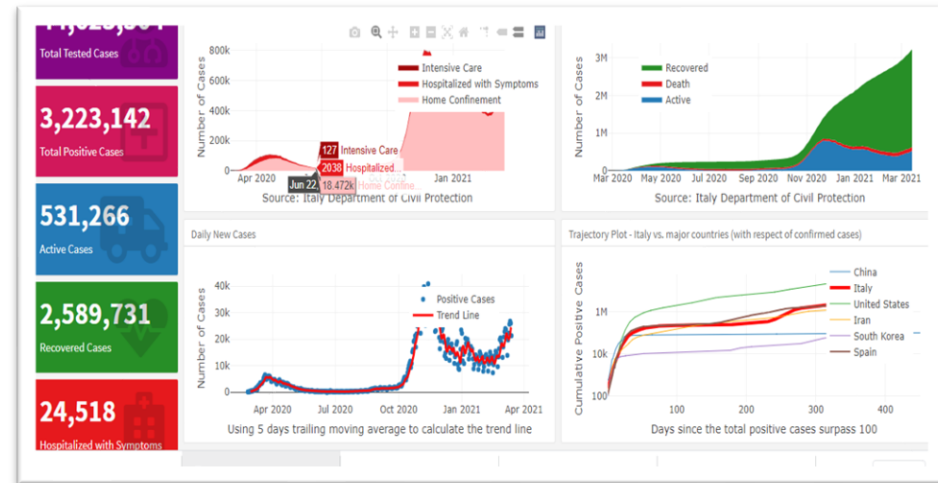 Total Tested Cases
3,223,142
Total Positive Cases
531,266
Active Cases
2,589,731
Recovered Cases
24,518
Hospitalized with Symptoms
Number of Cases
800k
600k
400k
200k
0
Intensive Care
Hospitalized with Symptoms
Home Confinement
127 Intensive Care
2038 Hospitalized...
Jun 22, 18.472k Home Confine...
Apr 2020
Jan 2021
Source: Italy Department of Civil Protection
Number of Cases
3M
2M
1M
0
Recovered
Death
Active
Mar 2020 May 2020 Jul 2020 Sep 2020 Nov 2020 Jan 2021 Mar 2021
Source: Italy Department of Civil Protection
Daily New Cases
Number of Cases
40k
30k
20k
10k
0
Positive Cases
Trend Line
Apr 2020 Jul 2020 Oct 2020 Jan 2021 Apr 2021
Using 5 days trailing moving average to calculate the trend line
Trajectory Plot - Italy vs. major countries (with respect of confirmed cases)
Cumulative Positive Cases
1M
10k
100
China
Italy
United States
Iran
South Korea
Spain
100 200 300 400
Days since the total positive cases surpass 100